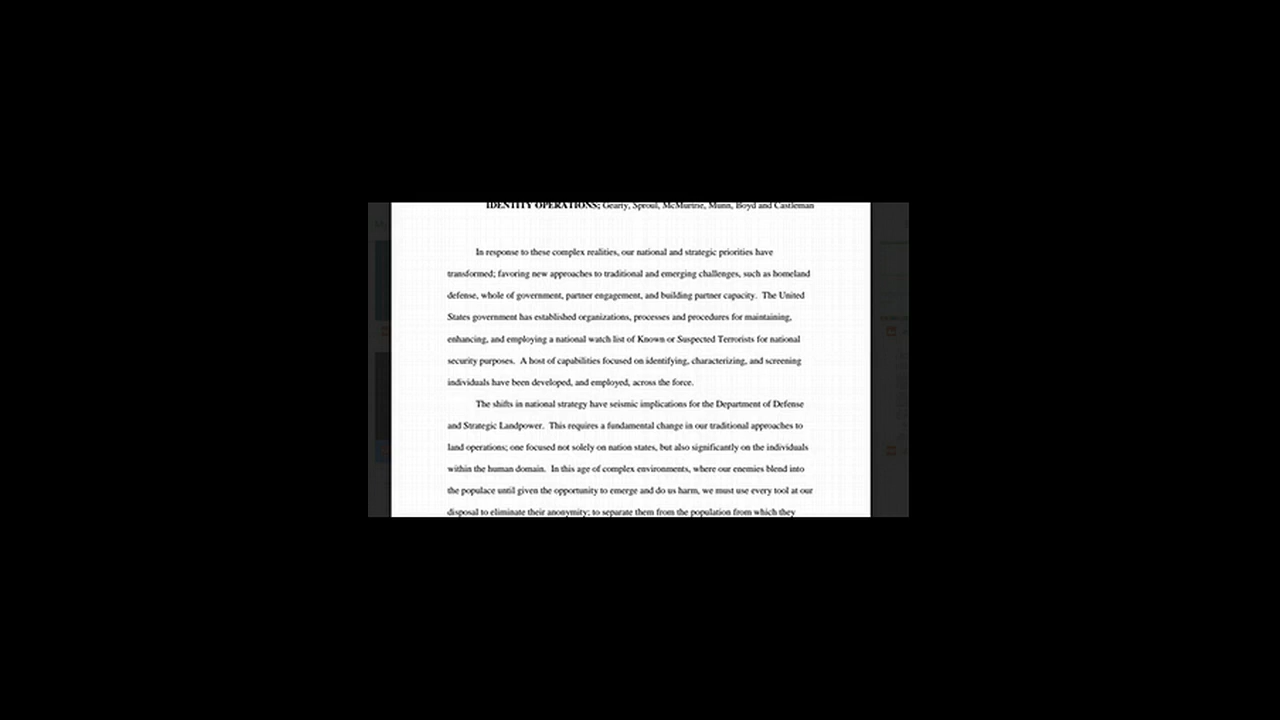 IDENTITY OPERATIONS; Gearty, Sproul, McMurtrie, Munn, Boyd and Castleman
In response to these complex realities, our national and strategic priorities have
transformed; favoring new approaches to traditional and emerging challenges, such as homeland
defense, whole of government, partner engagement, and building partner capacity.  The United
States government has established organizations, processes and procedures for maintaining,
enhancing, and employing a national watch list of Known or Suspected Terrorists for national
security purposes.  A host of capabilities focused on identifying, characterizing, and screening
individuals have been developed, and employed, across the force.
The shifts in national strategy have seismic implications for the Department of Defense
and Strategic Landpower.  This requires a fundamental change in our traditional approaches to
land operations; one focused not solely on nation states, but also significantly on the individuals
within the human domain.  In this age of complex environments, where our enemies blend into
the populace until given the opportunity to emerge and do us harm, we must use every tool at our
disposal to eliminate their anonymity; to separate them from the population from which they